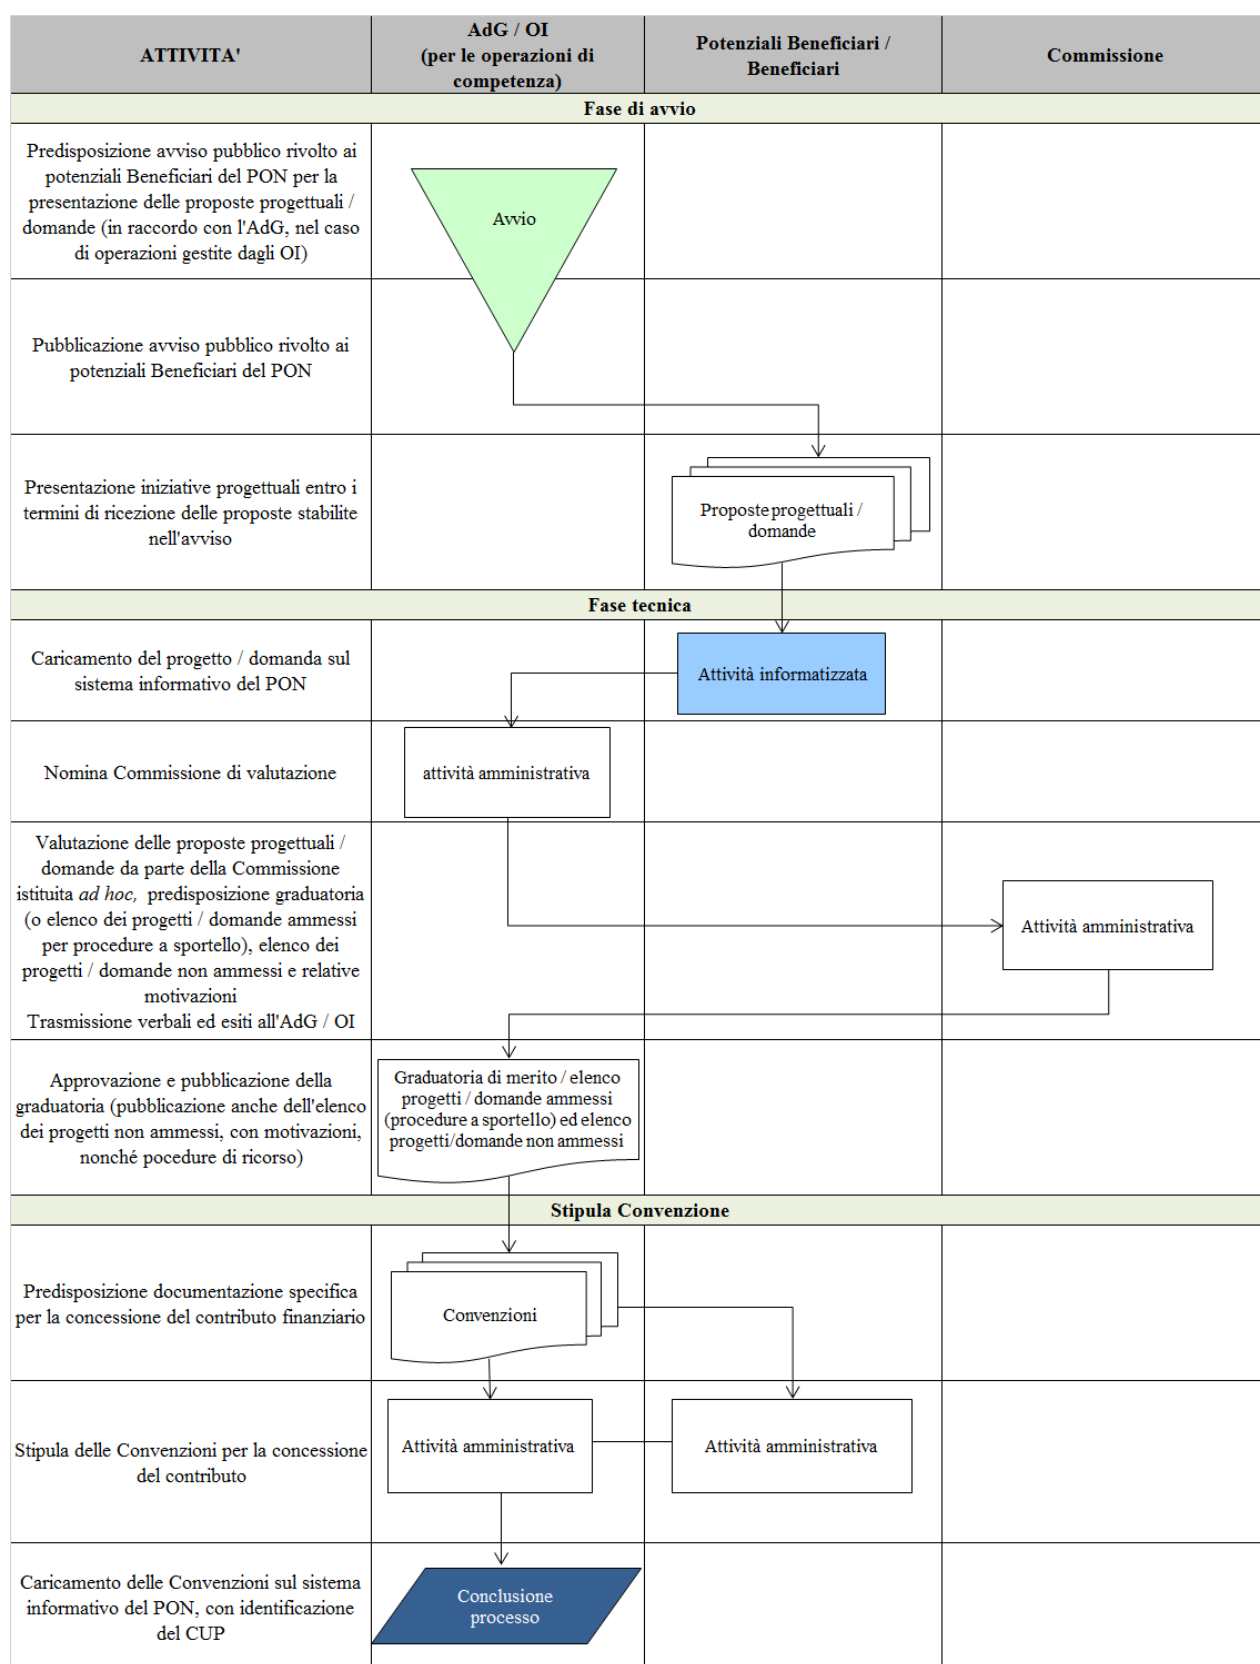 ATTIVITA'
AdG / OI
(per le operazioni di
competenza)
Potenziali Beneficiari /
Beneficiari
Commissione
Fase di avvio
Predisposizione avviso pubblico rivolto ai
potenziali Beneficiari del PON per la
presentazione delle proposte progettuali /
domande (in raccordo con l'AdG, nel caso
di operazioni gestite dagli OI)
Avvio
Pubblicazione avviso pubblico rivolto ai
potenziali Beneficiari del PON
Presentazione iniziative progettuali entro i
termini di ricezione delle proposte stabilite
nell'avviso
Proposte progettuali /
domande
Fase tecnica
Caricamento del progetto / domanda sul
sistema informativo del PON
Attività informatizzata
Nomina Commissione di valutazione
attività amministrativa
Valutazione delle proposte progettuali /
domande da parte della Commissione
istituita ad hoc, predisposizione graduatoria
(o elenco dei progetti / domande ammessi
per procedure a sportello), elenco dei
progetti / domande non ammessi e relative
motivazioni
Trasmissione verbali ed esiti all'AdG / OI
Attività amministrativa
Approvazione e pubblicazione della
graduatoria (pubblicazione anche dell'elenco
dei progetti non ammessi, con motivazioni,
nonché pocedure di ricorso)
Graduatoria di merito / elenco
progetti / domande ammessi
(procedure a sportello) ed elenco
progetti/domande non ammessi
Stipula Convenzione
Predisposizione documentazione specifica
per la concessione del contributo finanziario
Convenzioni
Stipula delle Convenzioni per la concessione
del contributo
Attività amministrativa
Attività amministrativa
Caricamento delle Convenzioni sul sistema
informativo del PON, con identificazione
del CUP
Conclusione
processo